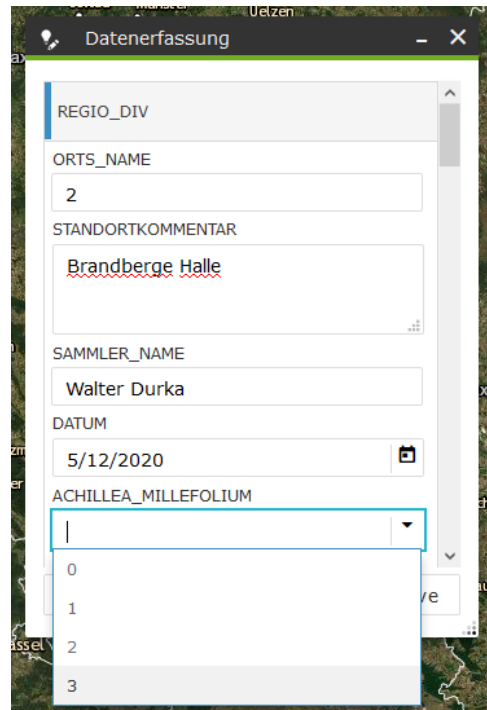 Uelzen
Datenerfassung
REGIO_DIV
ORTS_NAME
2
STANDORTKOMMENTAR
Brandberge Halle
SAMMLER_NAME
Walter Durka
DATUM
5/12/2020
ACHILLEA_MILLEFOLIUM
0
1
2
3